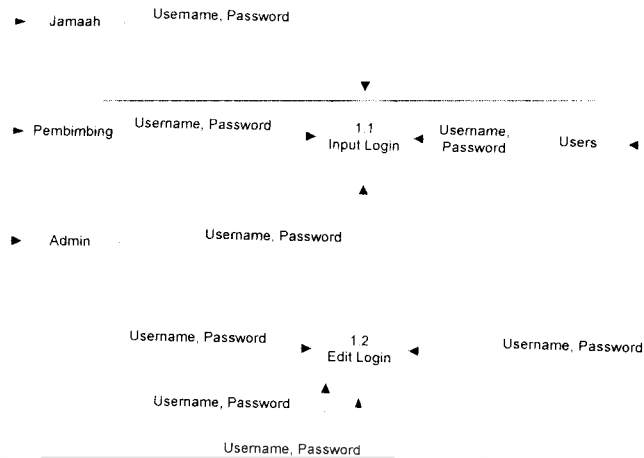 Jamaah
Username, Password
Pembimbing
Username, Password
1.1
Input Login
Username,
Password
Users
Admin
Username, Password
Username, Password
1.2
Edit Login
Username, Password
Username, Password
Username, Password